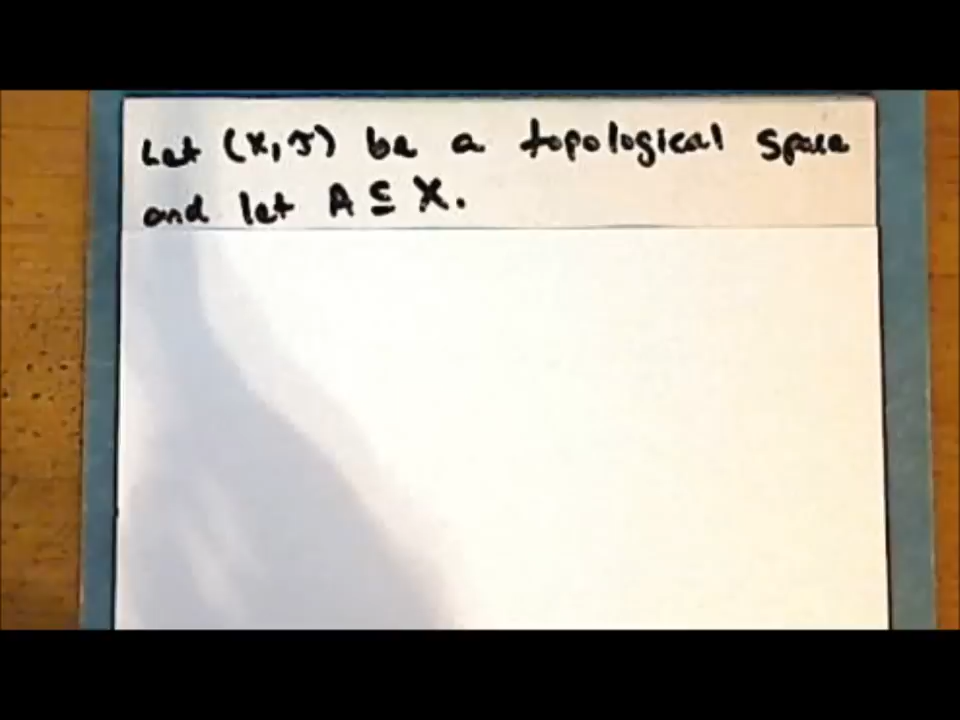 Let (X, T) be a topological space
and let A ⊆ X.